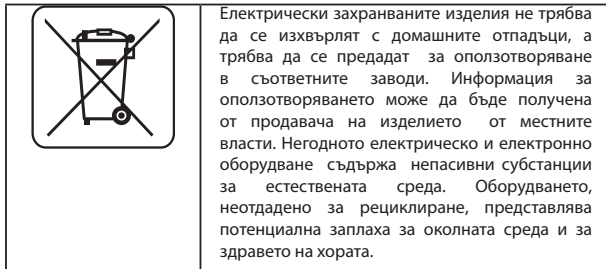 Електрически захранваните изделия не трябва
да се изхвърлят с домашните отпадъци, а
трябва да се предадат за оползотворяване
в съответните заводи. Информация за
оползотворяването може да бъде получена
от продавача на изделието от местните
власти. Негодното електрическо и електронно
оборудване съдържа непасивни субстанции
за естествената среда. Оборудването,
неотдадено за рециклиране, представлява
потенциална заплаха за околната среда и за
здравето на хората.